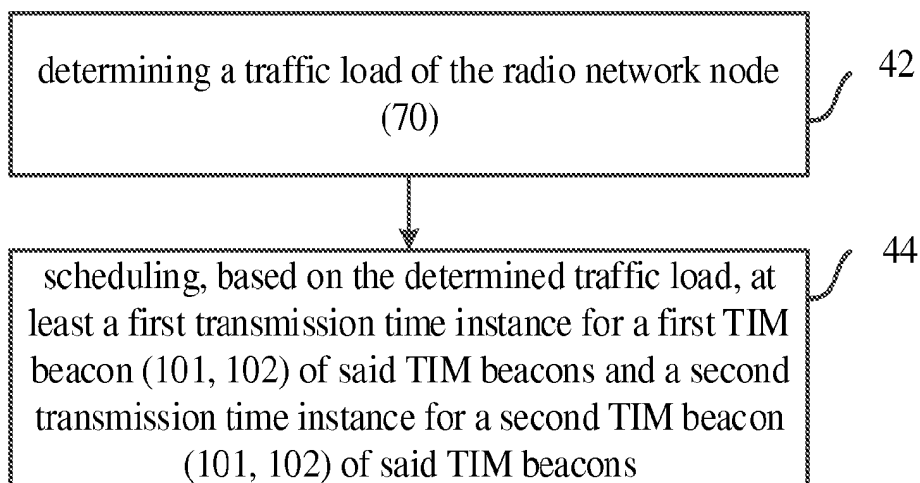 determining a traffic load of the radio network node
(70)
42
scheduling, based on the determined traffic load, at
least a first transmission time instance for a first TIM
beacon (101, 102) of said TIM beacons and a second
transmission time instance for a second TIM beacon
(101, 102) of said TIM beacons
44